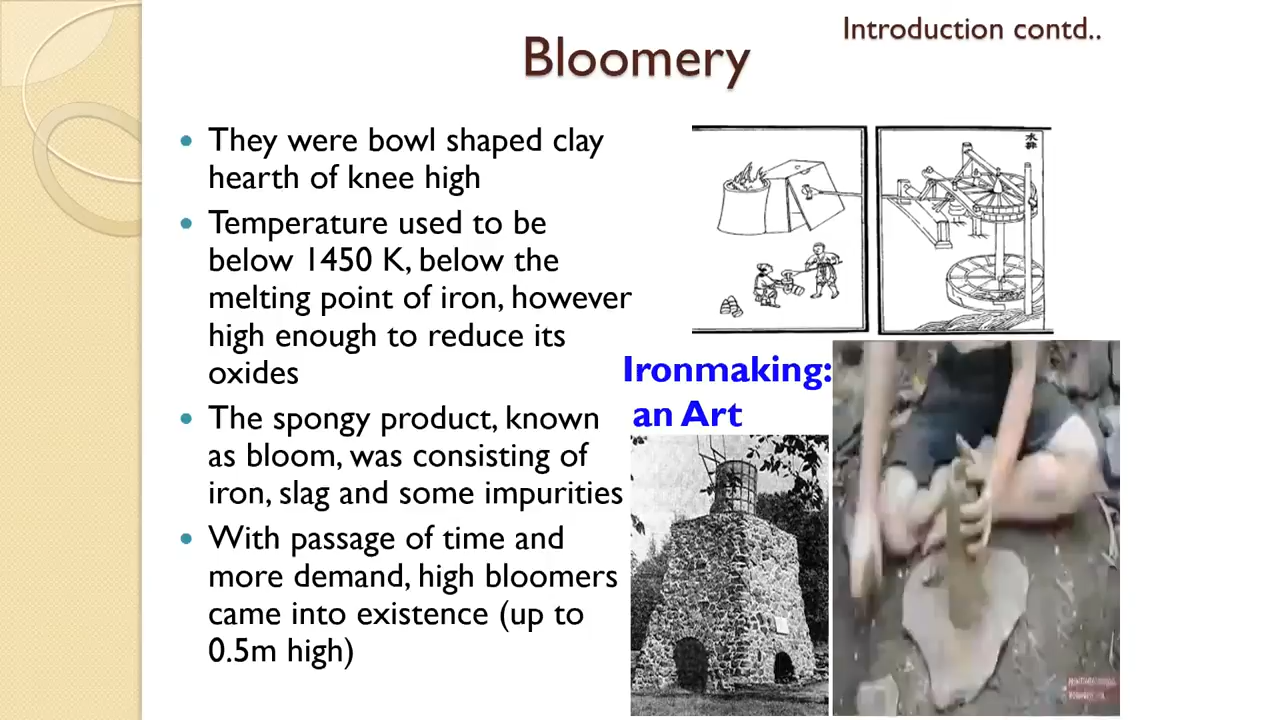 Introduction contd..
Bloomery
They were bowl shaped clay
hearth of knee high
Temperature used to be
below 1450 K, below the
melting point of iron, however
high enough to reduce its
oxides
The spongy product, known
as bloom, was consisting of
iron, slag and some impurities
With passage of time and
more demand, high bloomers
came into existence (up to
0.5m high)
水排
Ironmaking:
an Art